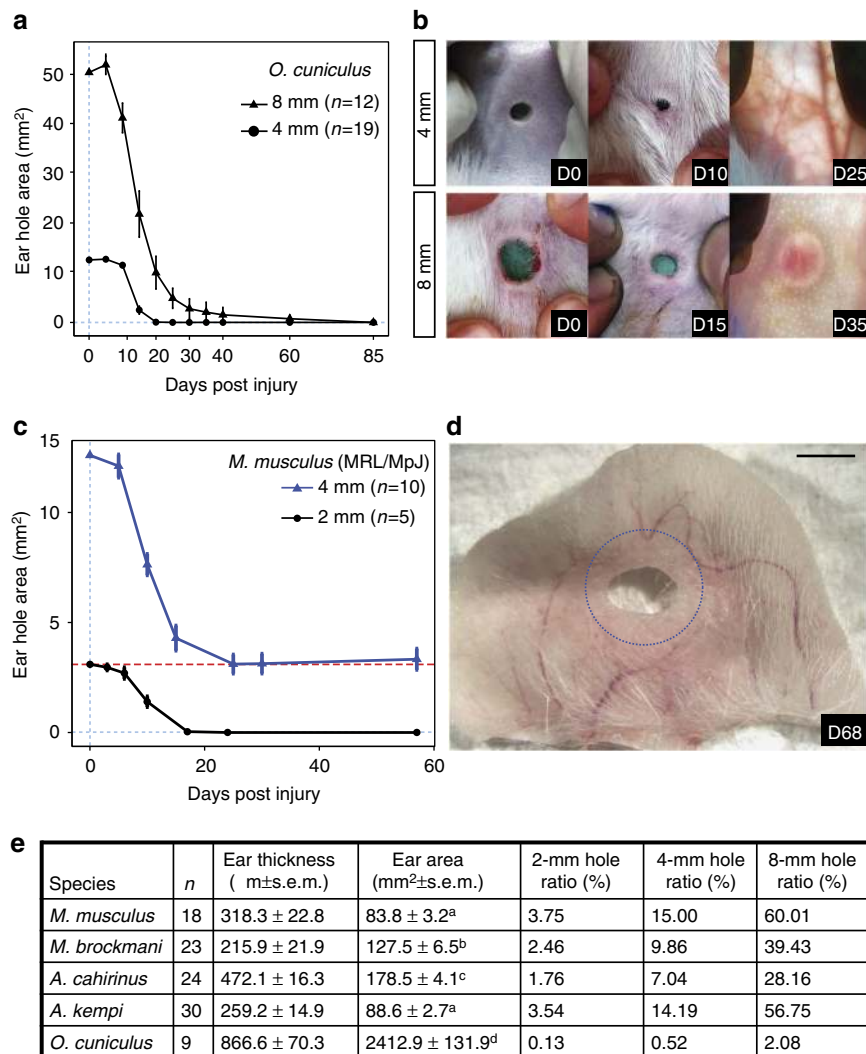 a
Ear hole area (mm²)
50
40
30
20
10
0
O. cuniculus
8 mm (n=12)
4 mm (n=19)
0 10 20 30 40 60 85
Days post injury
b
4 mm
D0 D10 D25
8 mm
D0 D15 D35
c
Ear hole area (mm²)
15
10
5
0
M. musculus (MRL/MpJ)
4 mm (n=10)
2 mm (n=5)
0 20 40 60
Days post injury
d
D68
e
Species n Ear thickness ( m±s.e.m.) Ear area (mm²±s.e.m.) 2-mm hole ratio (%) 4-mm hole ratio (%) 8-mm hole ratio (%)
M. musculus 18 318.3 ± 22.8 83.8 ± 3.2ᵃ 3.75 15.00 60.01
M. brockmani 23 215.9 ± 21.9 127.5 ± 6.5ᵇ 2.46 9.86 39.43
A. cahirinus 24 472.1 ± 16.3 178.5 ± 4.1ᶜ 1.76 7.04 28.16
A. kempi 30 259.2 ± 14.9 88.6 ± 2.7ᵃ 3.54 14.19 56.75
O. cuniculus 9 866.6 ± 70.3 2412.9 ± 131.9ᵈ 0.13 0.52 2.08